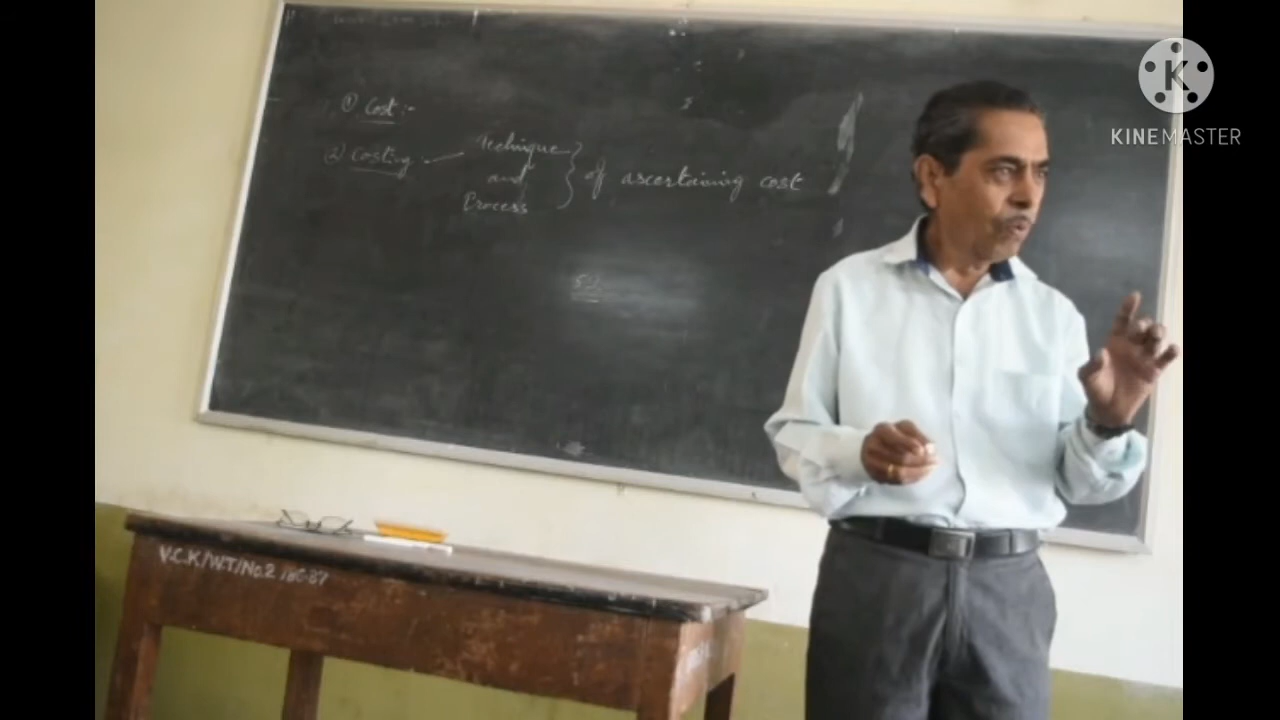 ① Cost :-
② Costing :- Technique
and
Process
} of ascertaining cost
V.C.K/W.T/No.2
KINEMASTER